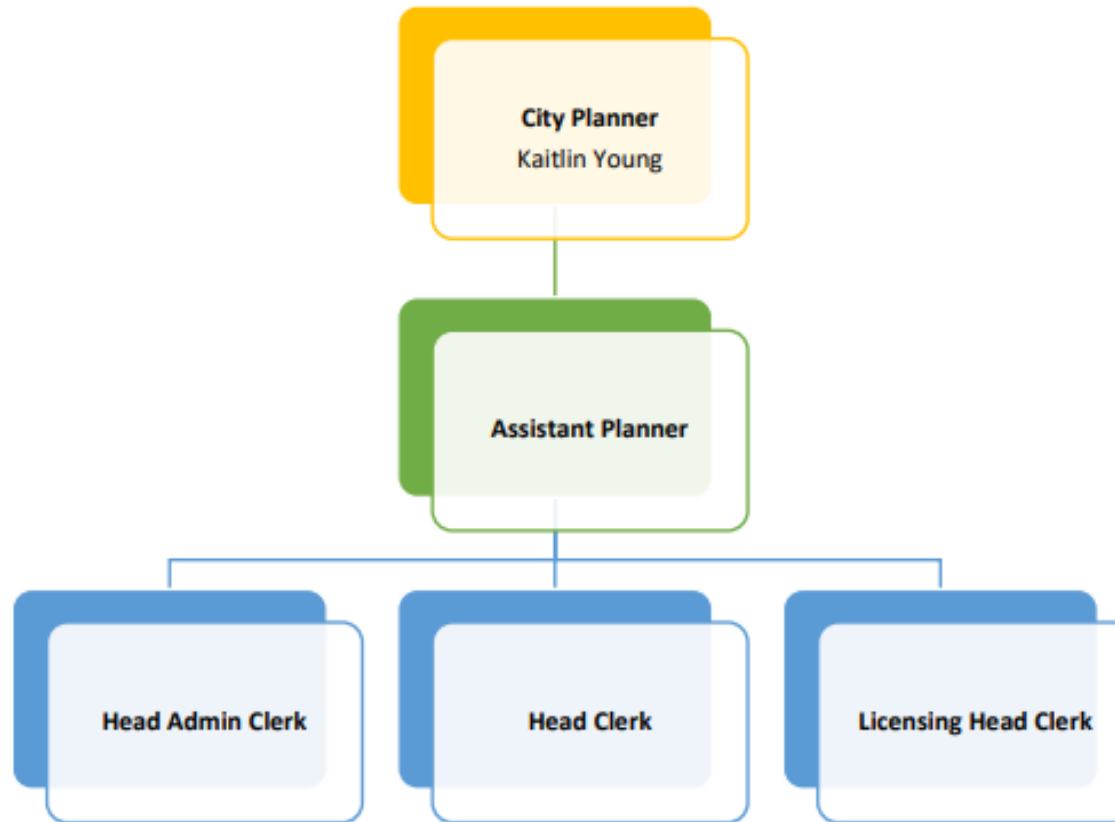 City Planner
Kaitlin Young
Assistant Planner
Head Admin Clerk
Head Clerk
Licensing Head Clerk